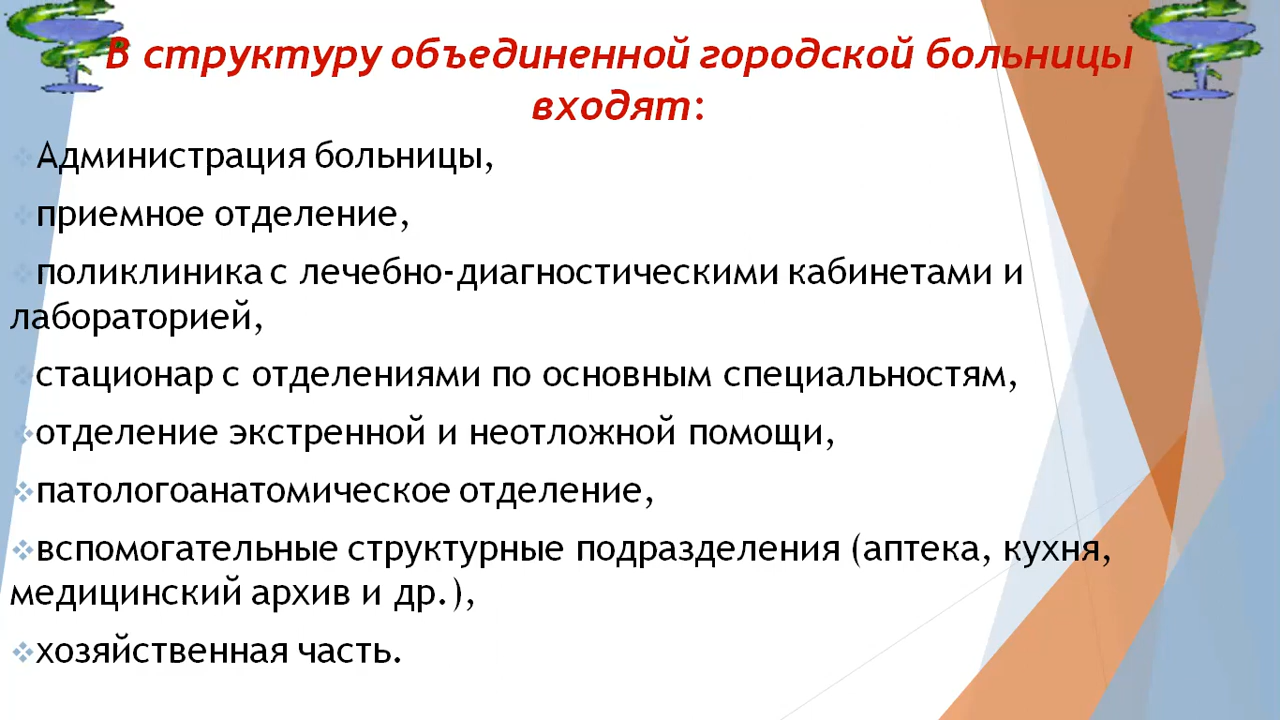 В структуру объединенной городской больницы
входят:
Администрация больницы,
приемное отделение,
поликлиника с лечебно-диагностическими кабинетами и
лабораторией,
стационар с отделениями по основным специальностям,
отделение экстренной и неотложной помощи,
патологоанатомическое отделение,
вспомогательные структурные подразделения (аптека, кухня,
медицинский архив и др.),
хозяйственная часть.